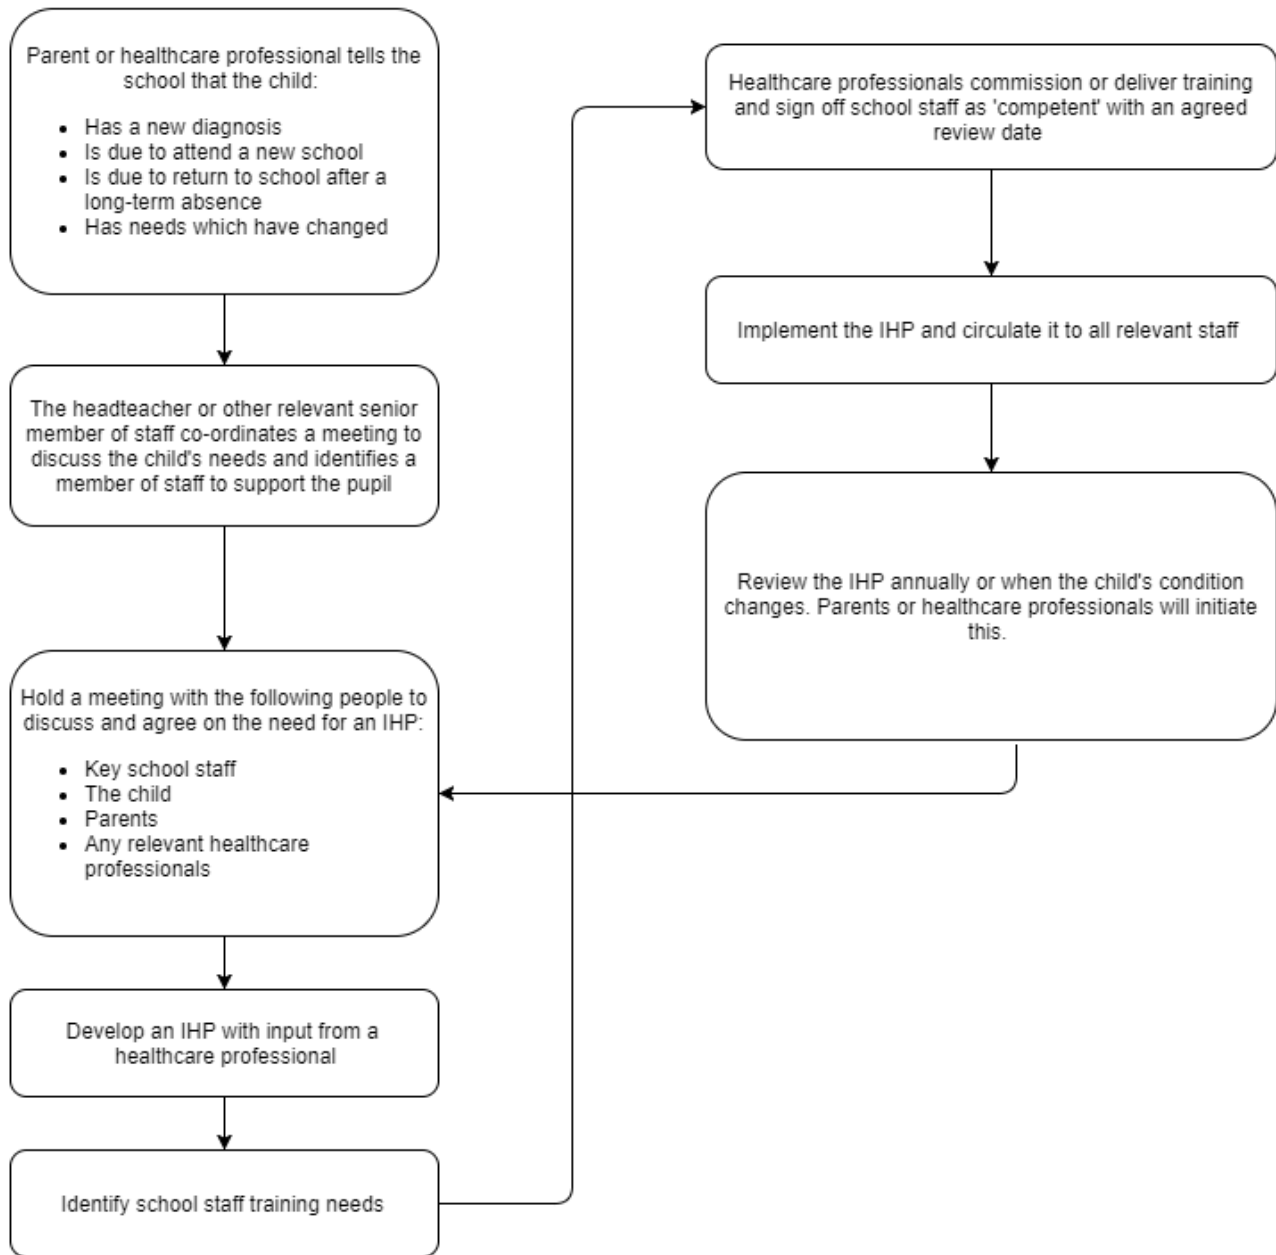 Parent or healthcare professional tells the
school that the child:
• Has a new diagnosis
• Is due to attend a new school
• Is due to return to school after a
long-term absence
• Has needs which have changed
The headteacher or other relevant senior
member of staff co-ordinates a meeting to
discuss the child's needs and identifies a
member of staff to support the pupil
Hold a meeting with the following people to
discuss and agree on the need for an IHP:
• Key school staff
• The child
• Parents
• Any relevant healthcare
professionals
Develop an IHP with input from a
healthcare professional
Identify school staff training needs
Healthcare professionals commission or deliver training
and sign off school staff as 'competent' with an agreed
review date
Implement the IHP and circulate it to all relevant staff
Review the IHP annually or when the child's condition
changes. Parents or healthcare professionals will initiate
this.